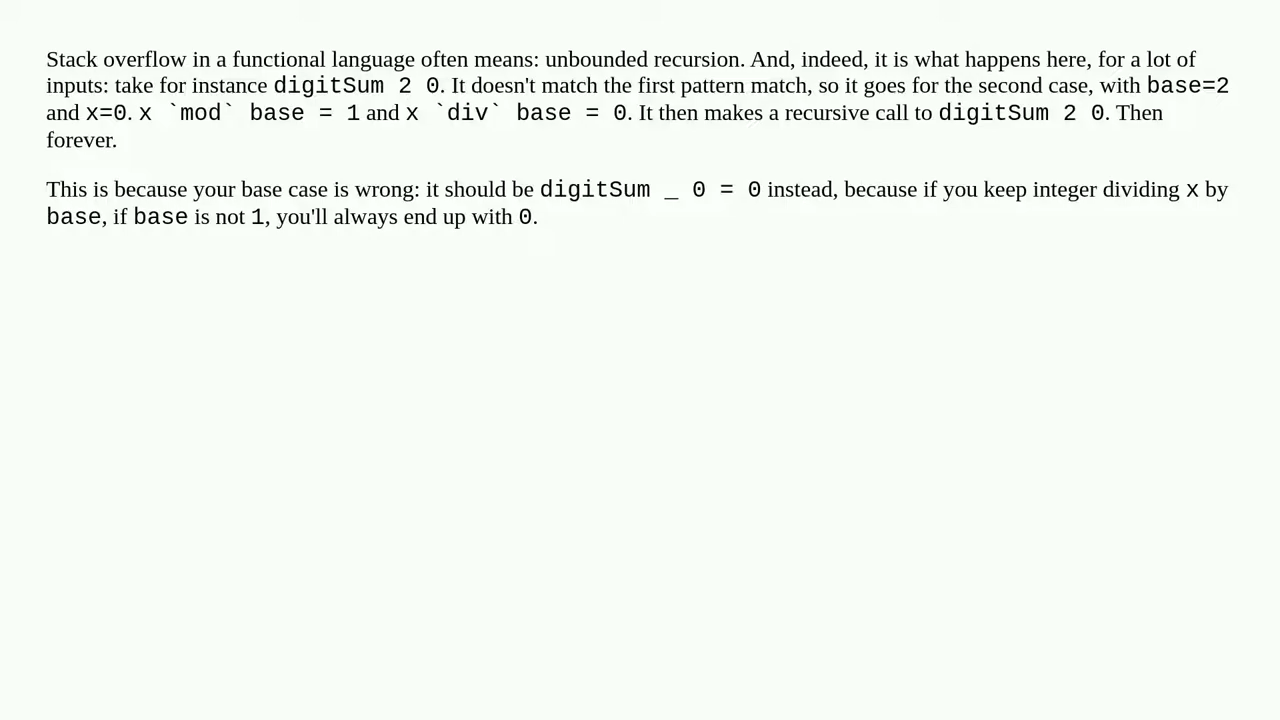 Stack overflow in a functional language often means: unbounded recursion. And, indeed, it is what happens here, for a lot of
inputs: take for instance digitSum 2 0. It doesn't match the first pattern match, so it goes for the second case, with base=2
and x=0. x `mod` base = 1 and x `div` base = 0. It then makes a recursive call to digitSum 2 0. Then
forever.
This is because your base case is wrong: it should be digitSum _ 0 = 0 instead, because if you keep integer dividing x by
base, if base is not 1, you'll always end up with 0.